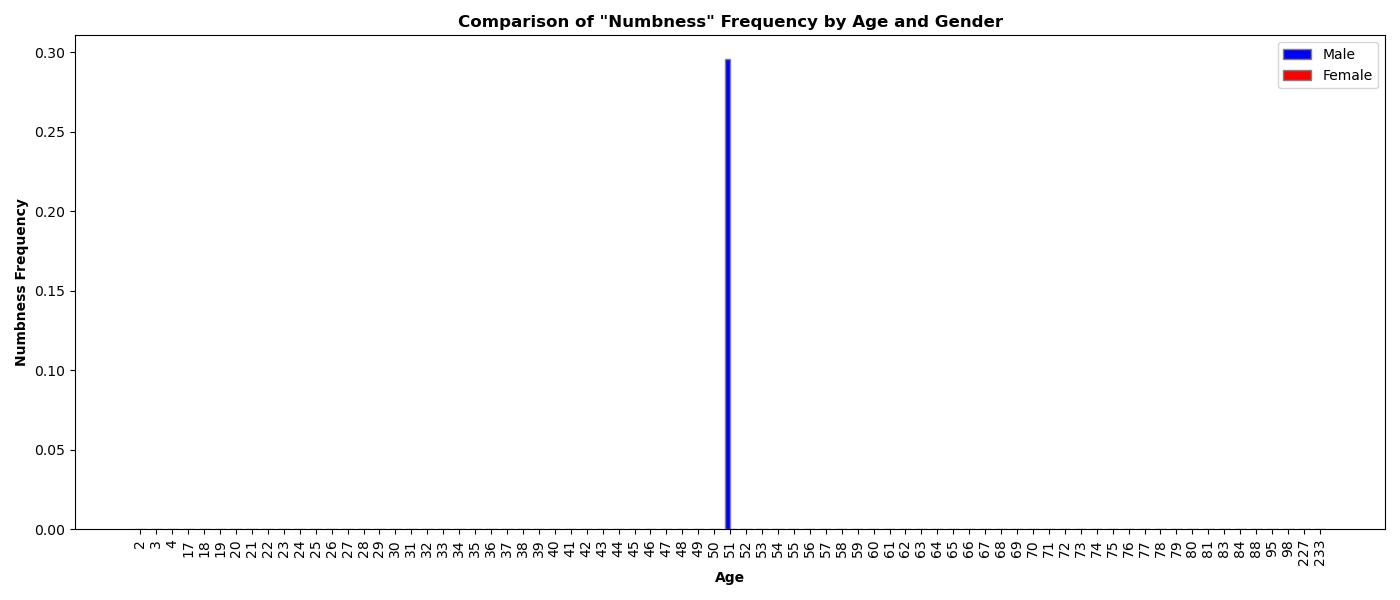 Comparison of "Numbness" Frequency by Age and Gender
Male
Female
Numbness Frequency
0.30
0.25
0.20
0.15
0.10
0.05
0.00
2 3 4 17 18 19 20 21 22 23 24 25 26 27 28 29 30 31 32 33 34 35 36 37 38 39 40 41 42 43 44 45 46 47 48 49 50 51 52 53 54 55 56 57 58 59 60 61 62 63 64 65 66 67 68 69 70 71 72 73 74 75 76 77 78 79 80 81 83 84 88 95 98 227 233
Age